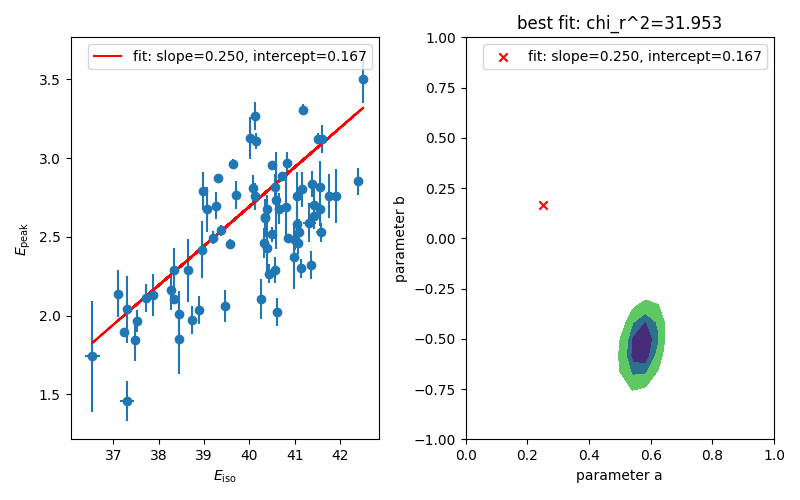 best fit: chi_r^2=31.953
fit: slope=0.250, intercept=0.167
3.5
3.0
2.5
2.0
1.5
E_peak
37 38 39 40 41 42
E_iso
fit: slope=0.250, intercept=0.167
1.00
0.75
0.50
0.25
0.00
−0.25
−0.50
−0.75
−1.00
parameter b
0.0 0.2 0.4 0.6 0.8 1.0
parameter a